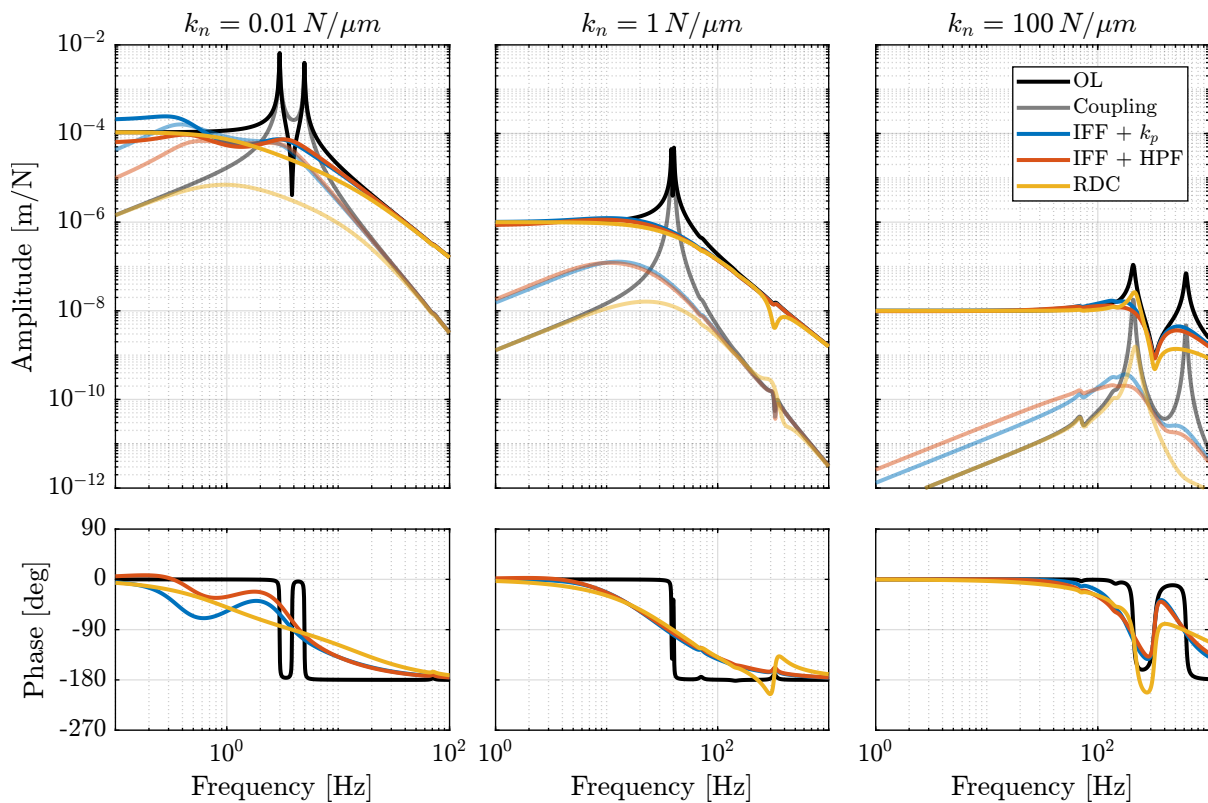 k_n = 0.01 N/μm
k_n = 1 N/μm
k_n = 100 N/μm
Amplitude [m/N]
10^{-2}
10^{-4}
10^{-6}
10^{-8}
10^{-10}
10^{-12}
OL
Coupling
IFF + k_p
IFF + HPF
RDC
Phase [deg]
90
0
-90
-180
-270
10^0 10^2
10^0 10^2
10^0 10^2
Frequency [Hz]
Frequency [Hz]
Frequency [Hz]